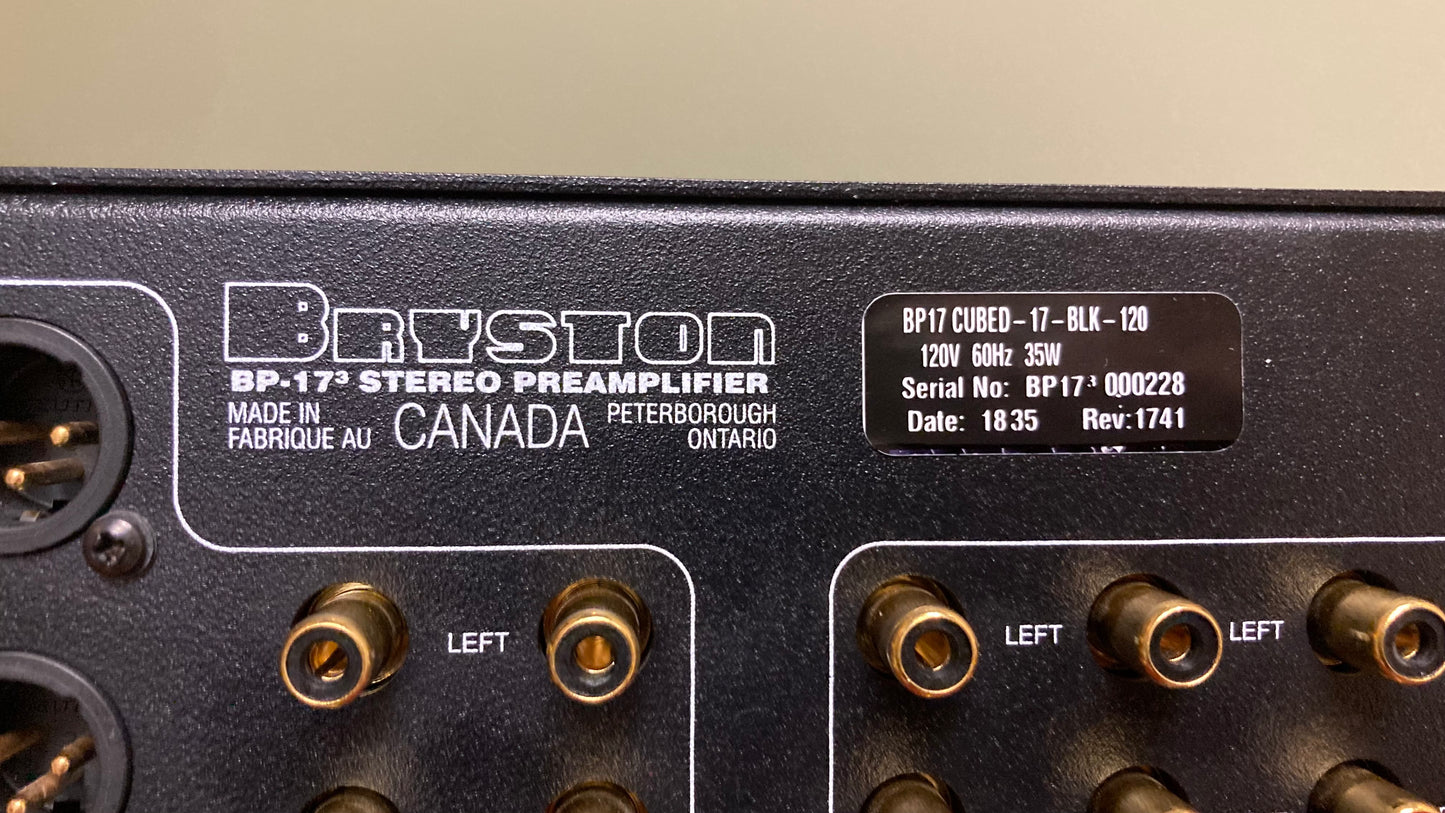 BRYSTON
BP-17³ STEREO PREAMPLIFIER
MADE IN
FABRIQUE AU
CANADA
PETERBOROUGH
ONTARIO
BP17 CUBED-17-BLK-120
120V 60Hz 35W
Serial No: BP17³ 000228
Date: 1835 Rev:1741
LEFT
LEFT
LEFT